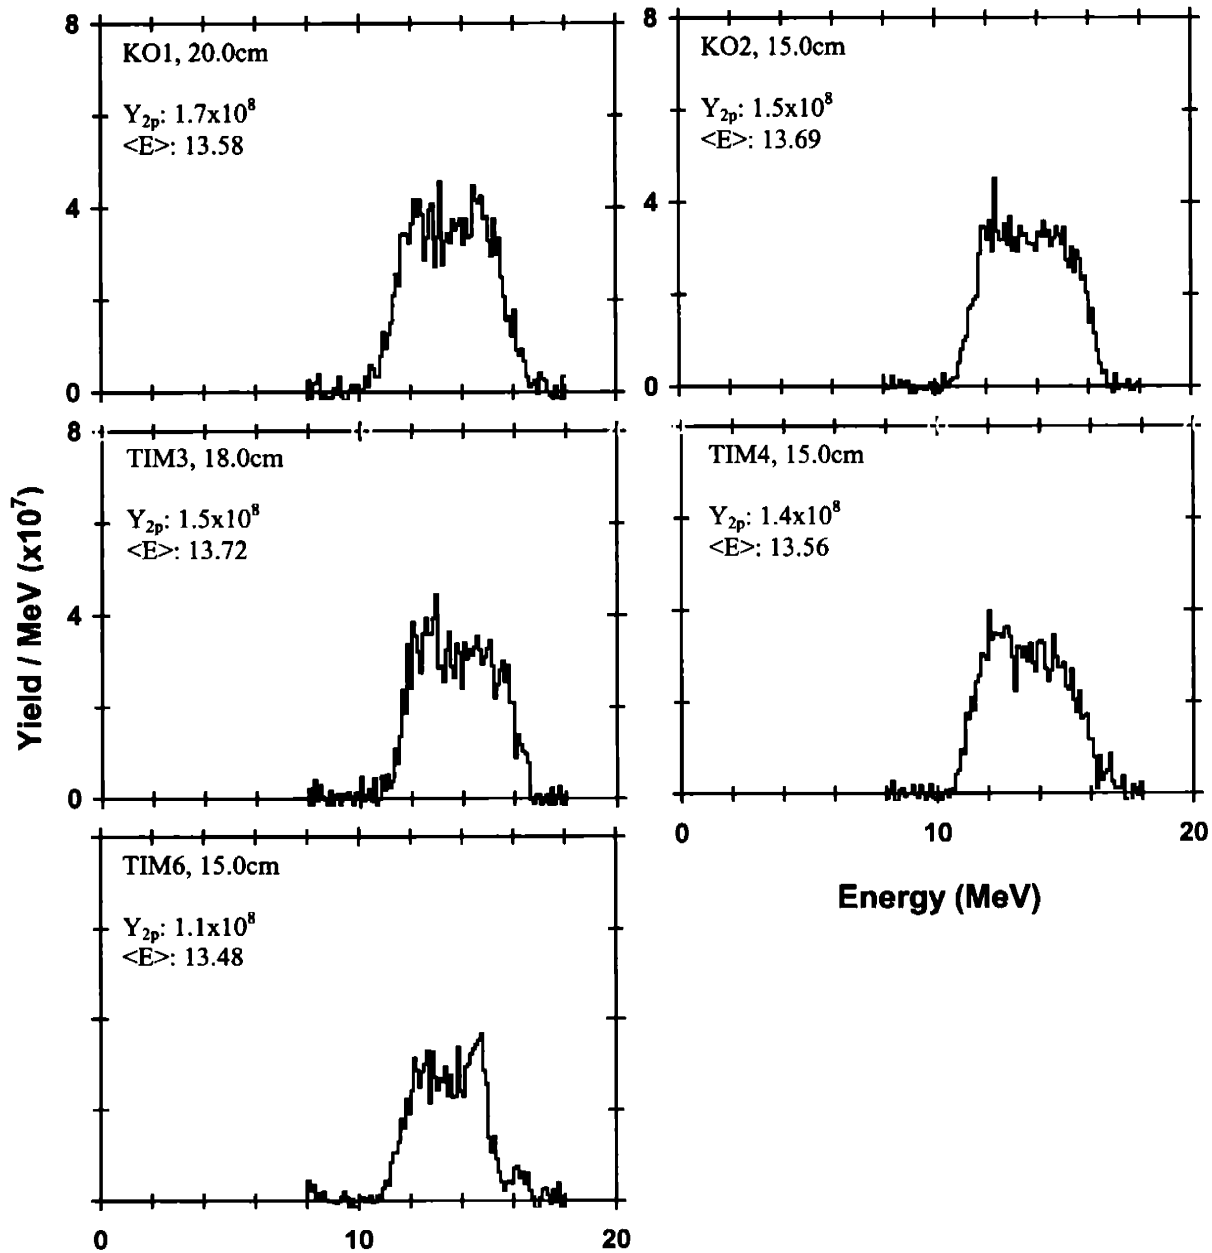 8
KO1, 20.0cm
Y2p: 1.7x10^8
<E>: 13.58
4
0
8
KO2, 15.0cm
Y2p: 1.5x10^8
<E>: 13.69
4
0
8
TIM3, 18.0cm
Y2p: 1.5x10^8
<E>: 13.72
4
0
TIM4, 15.0cm
Y2p: 1.4x10^8
<E>: 13.56
0 10 20
Yield / MeV (x10^7)
Energy (MeV)
TIM6, 15.0cm
Y2p: 1.1x10^8
<E>: 13.48
0 10 20